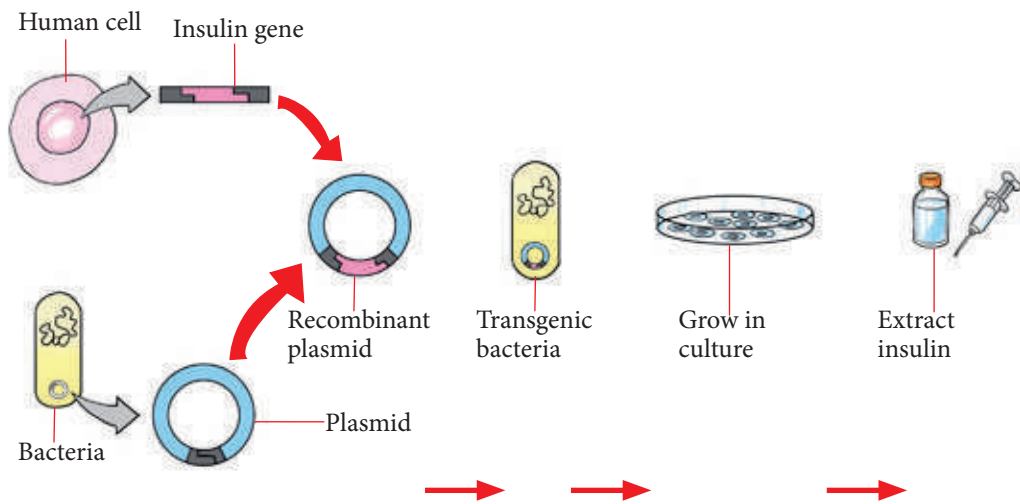 Human cell
Insulin gene
Recombinant
plasmid
Transgenic
bacteria
Grow in
culture
Extract
insulin
Plasmid
Bacteria